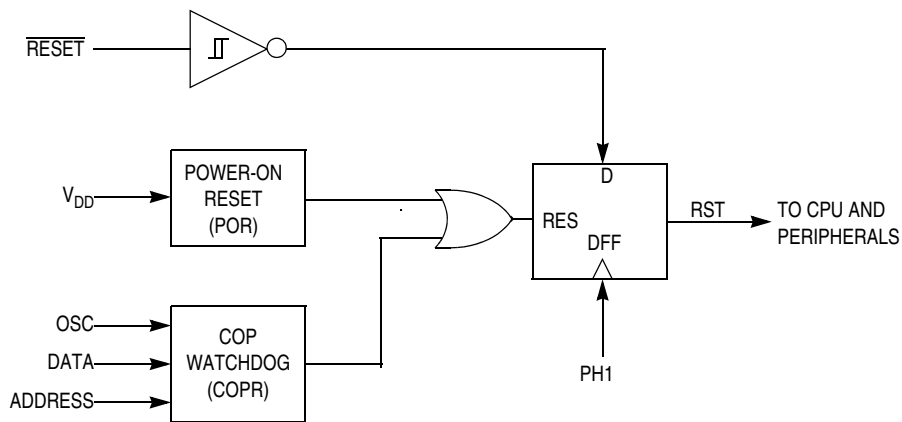 RESET
POWER-ON
RESET
(POR)
VDD
D
RES
DFF
RST
TO CPU AND
PERIPHERALS
OSC
DATA
ADDRESS
COP
WATCHDOG
(COPR)
PH1